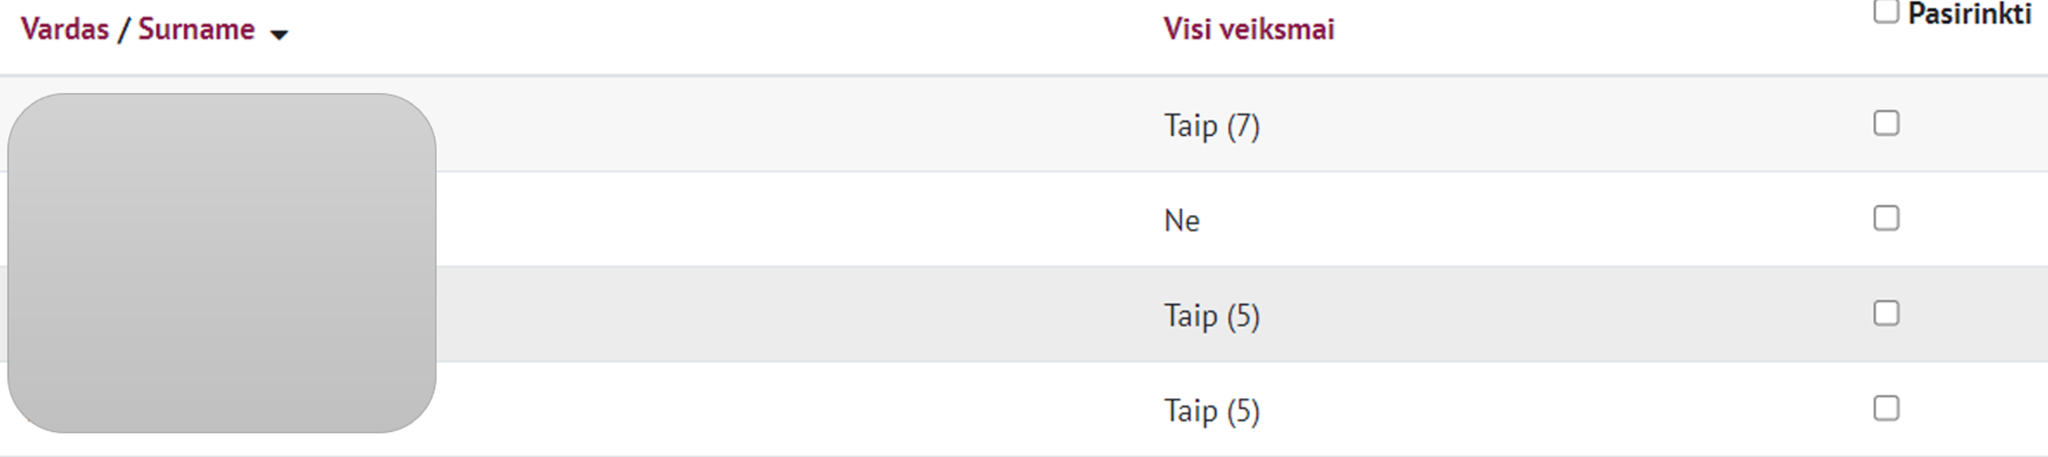 Vardas / Surname Visi veiksmai Pasirinkti
Taip (7)
Ne
Taip (5)
Taip (5)